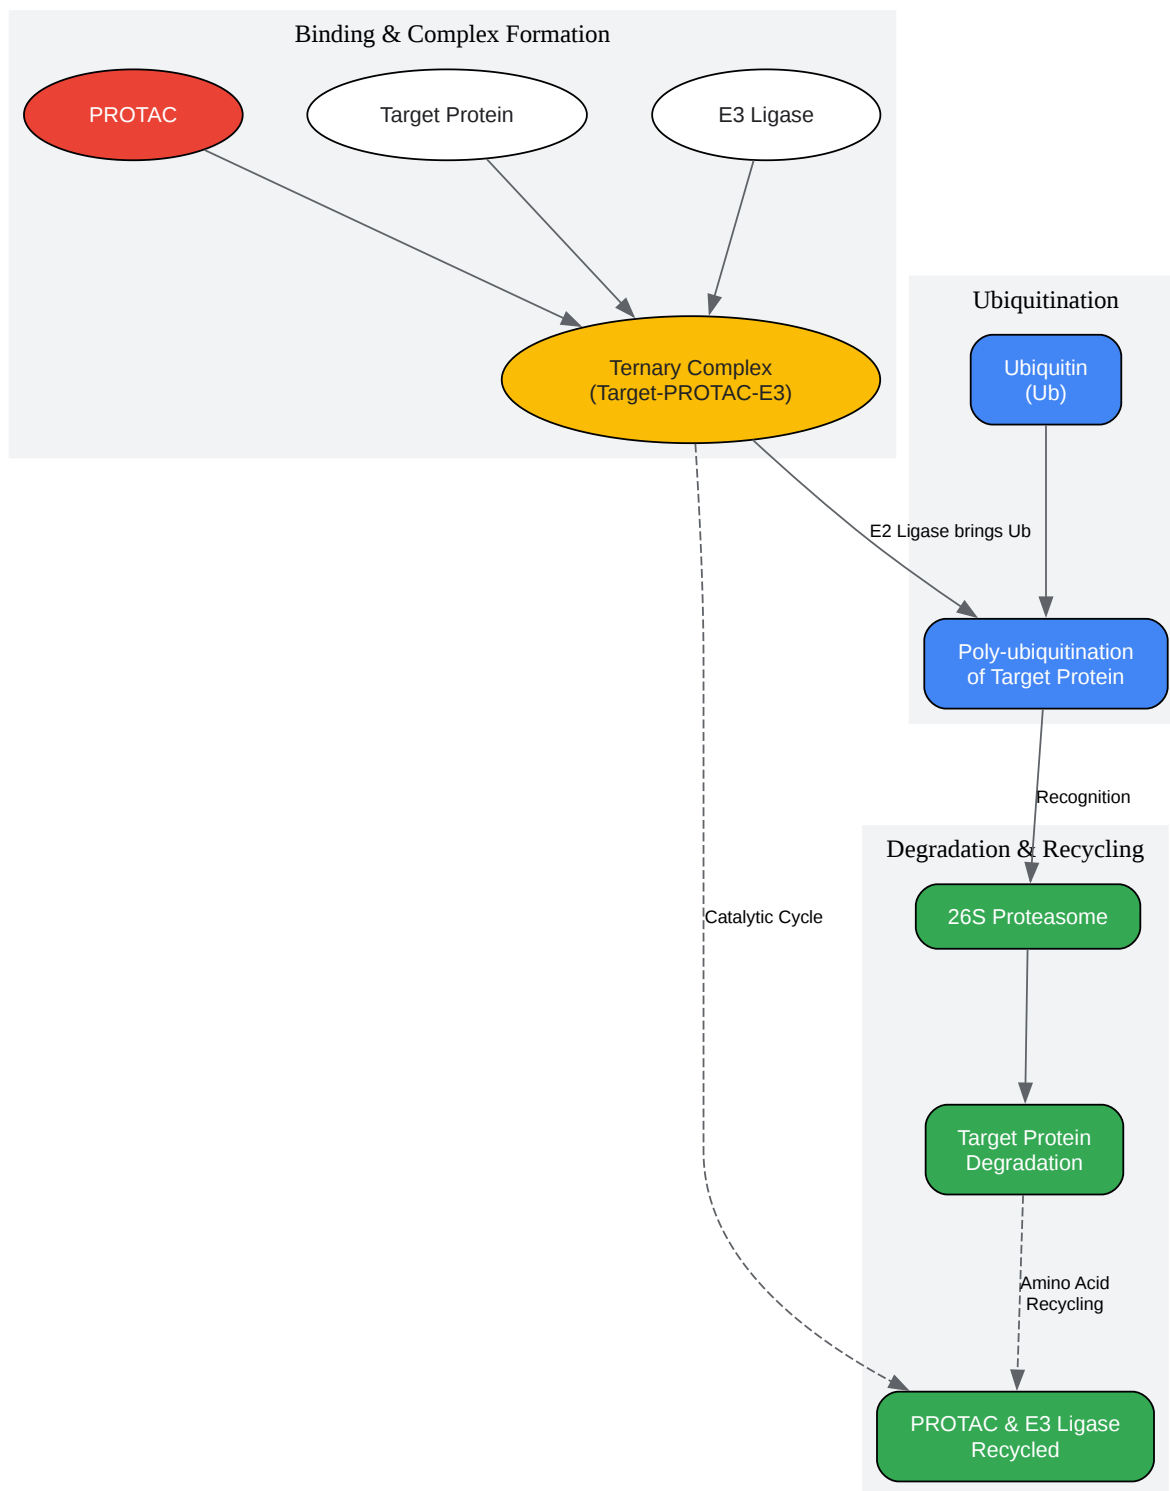 Binding & Complex Formation
PROTAC
Target Protein
E3 Ligase
Ternary Complex
(Target-PROTAC-E3)
Ubiquitination
Ubiquitin
(Ub)
E2 Ligase brings Ub
Poly-ubiquitination
of Target Protein
Recognition
Degradation & Recycling
26S Proteasome
Catalytic Cycle
Target Protein
Degradation
Amino Acid
Recycling
PROTAC & E3 Ligase
Recycled